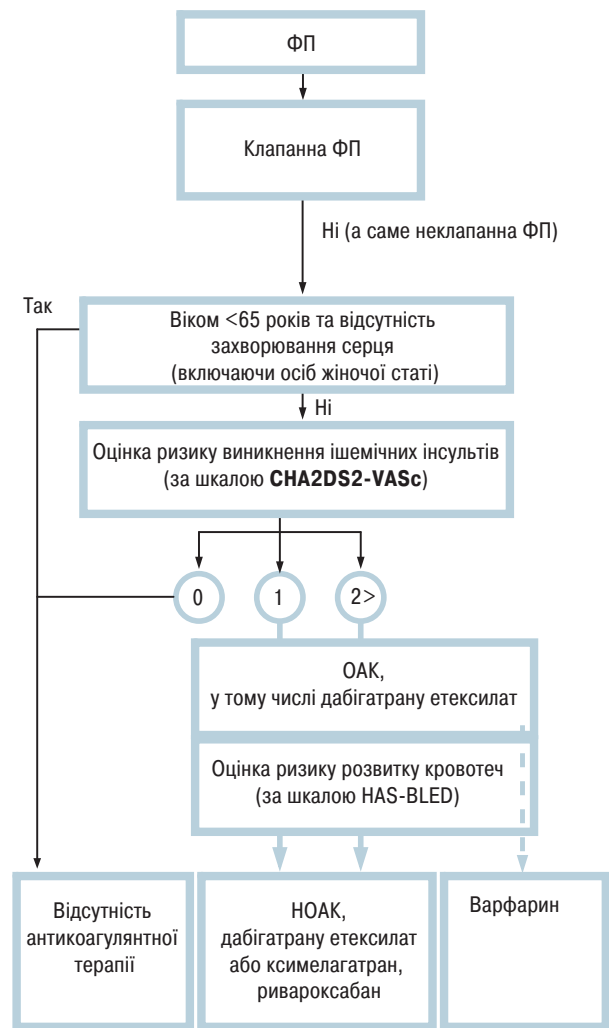 ФП
Клапанна ФП
Ні (а саме неклапанна ФП)
Так
Віком <65 років та відсутність
захворювання серця
(включаючи осіб жіночої статі)
Ні
Оцінка ризику виникнення ішемічних інсультів
(за шкалою CHA2DS2-VASc)
0
1
2>
ОАК,
у тому числі дабігатрану етексилат
Оцінка ризику розвитку кровотеч
(за шкалою HAS-BLED)
Відсутність
антикоагулянтної
терапії
НОАК,
дабігатрану етексилат
або ксимелагатран,
ривароксабан
Варфарин